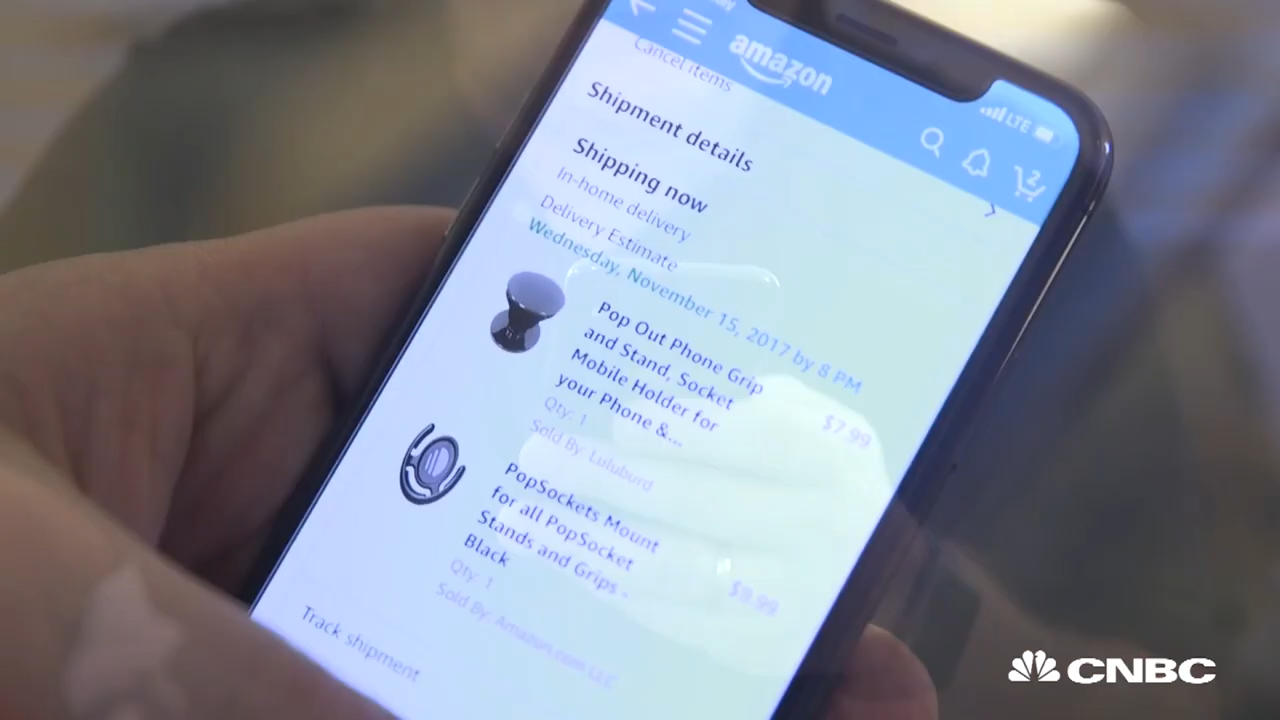 amazon
LTE
2
Cancel items
Shipment details
Shipping now
In-home delivery
Delivery Estimate
Wednesday, November 15, 2017 by 8 PM
Pop Out Phone Grip
and Stand, Socket
Mobile Holder for
your Phone &...
$7.99
Qty: 1
Sold By: Luluburd
PopSockets Mount
for all PopSocket
Stands and Grips -
Black
$9.99
Qty: 1
Sold By: Amazon.com LLC
Track shipment
CNBC